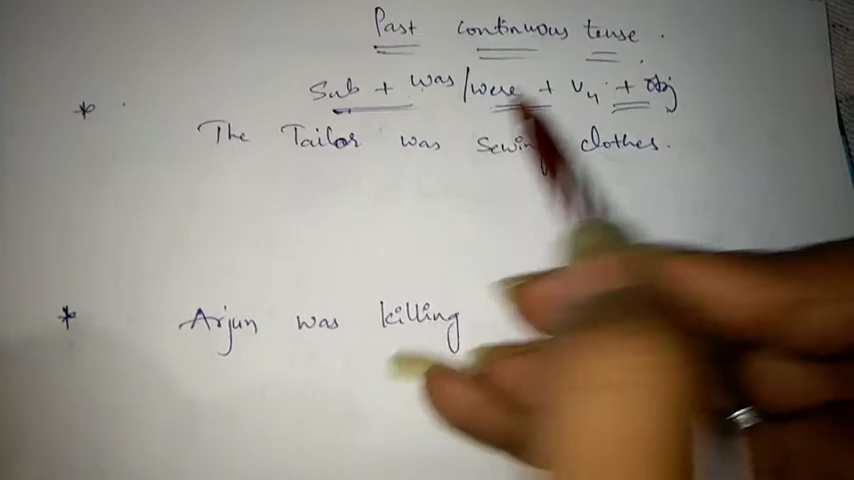 Past continuous tense.
* Sub + was/were + V4 + obj
The Tailor was Sewing clothes.
* Arjun was killing